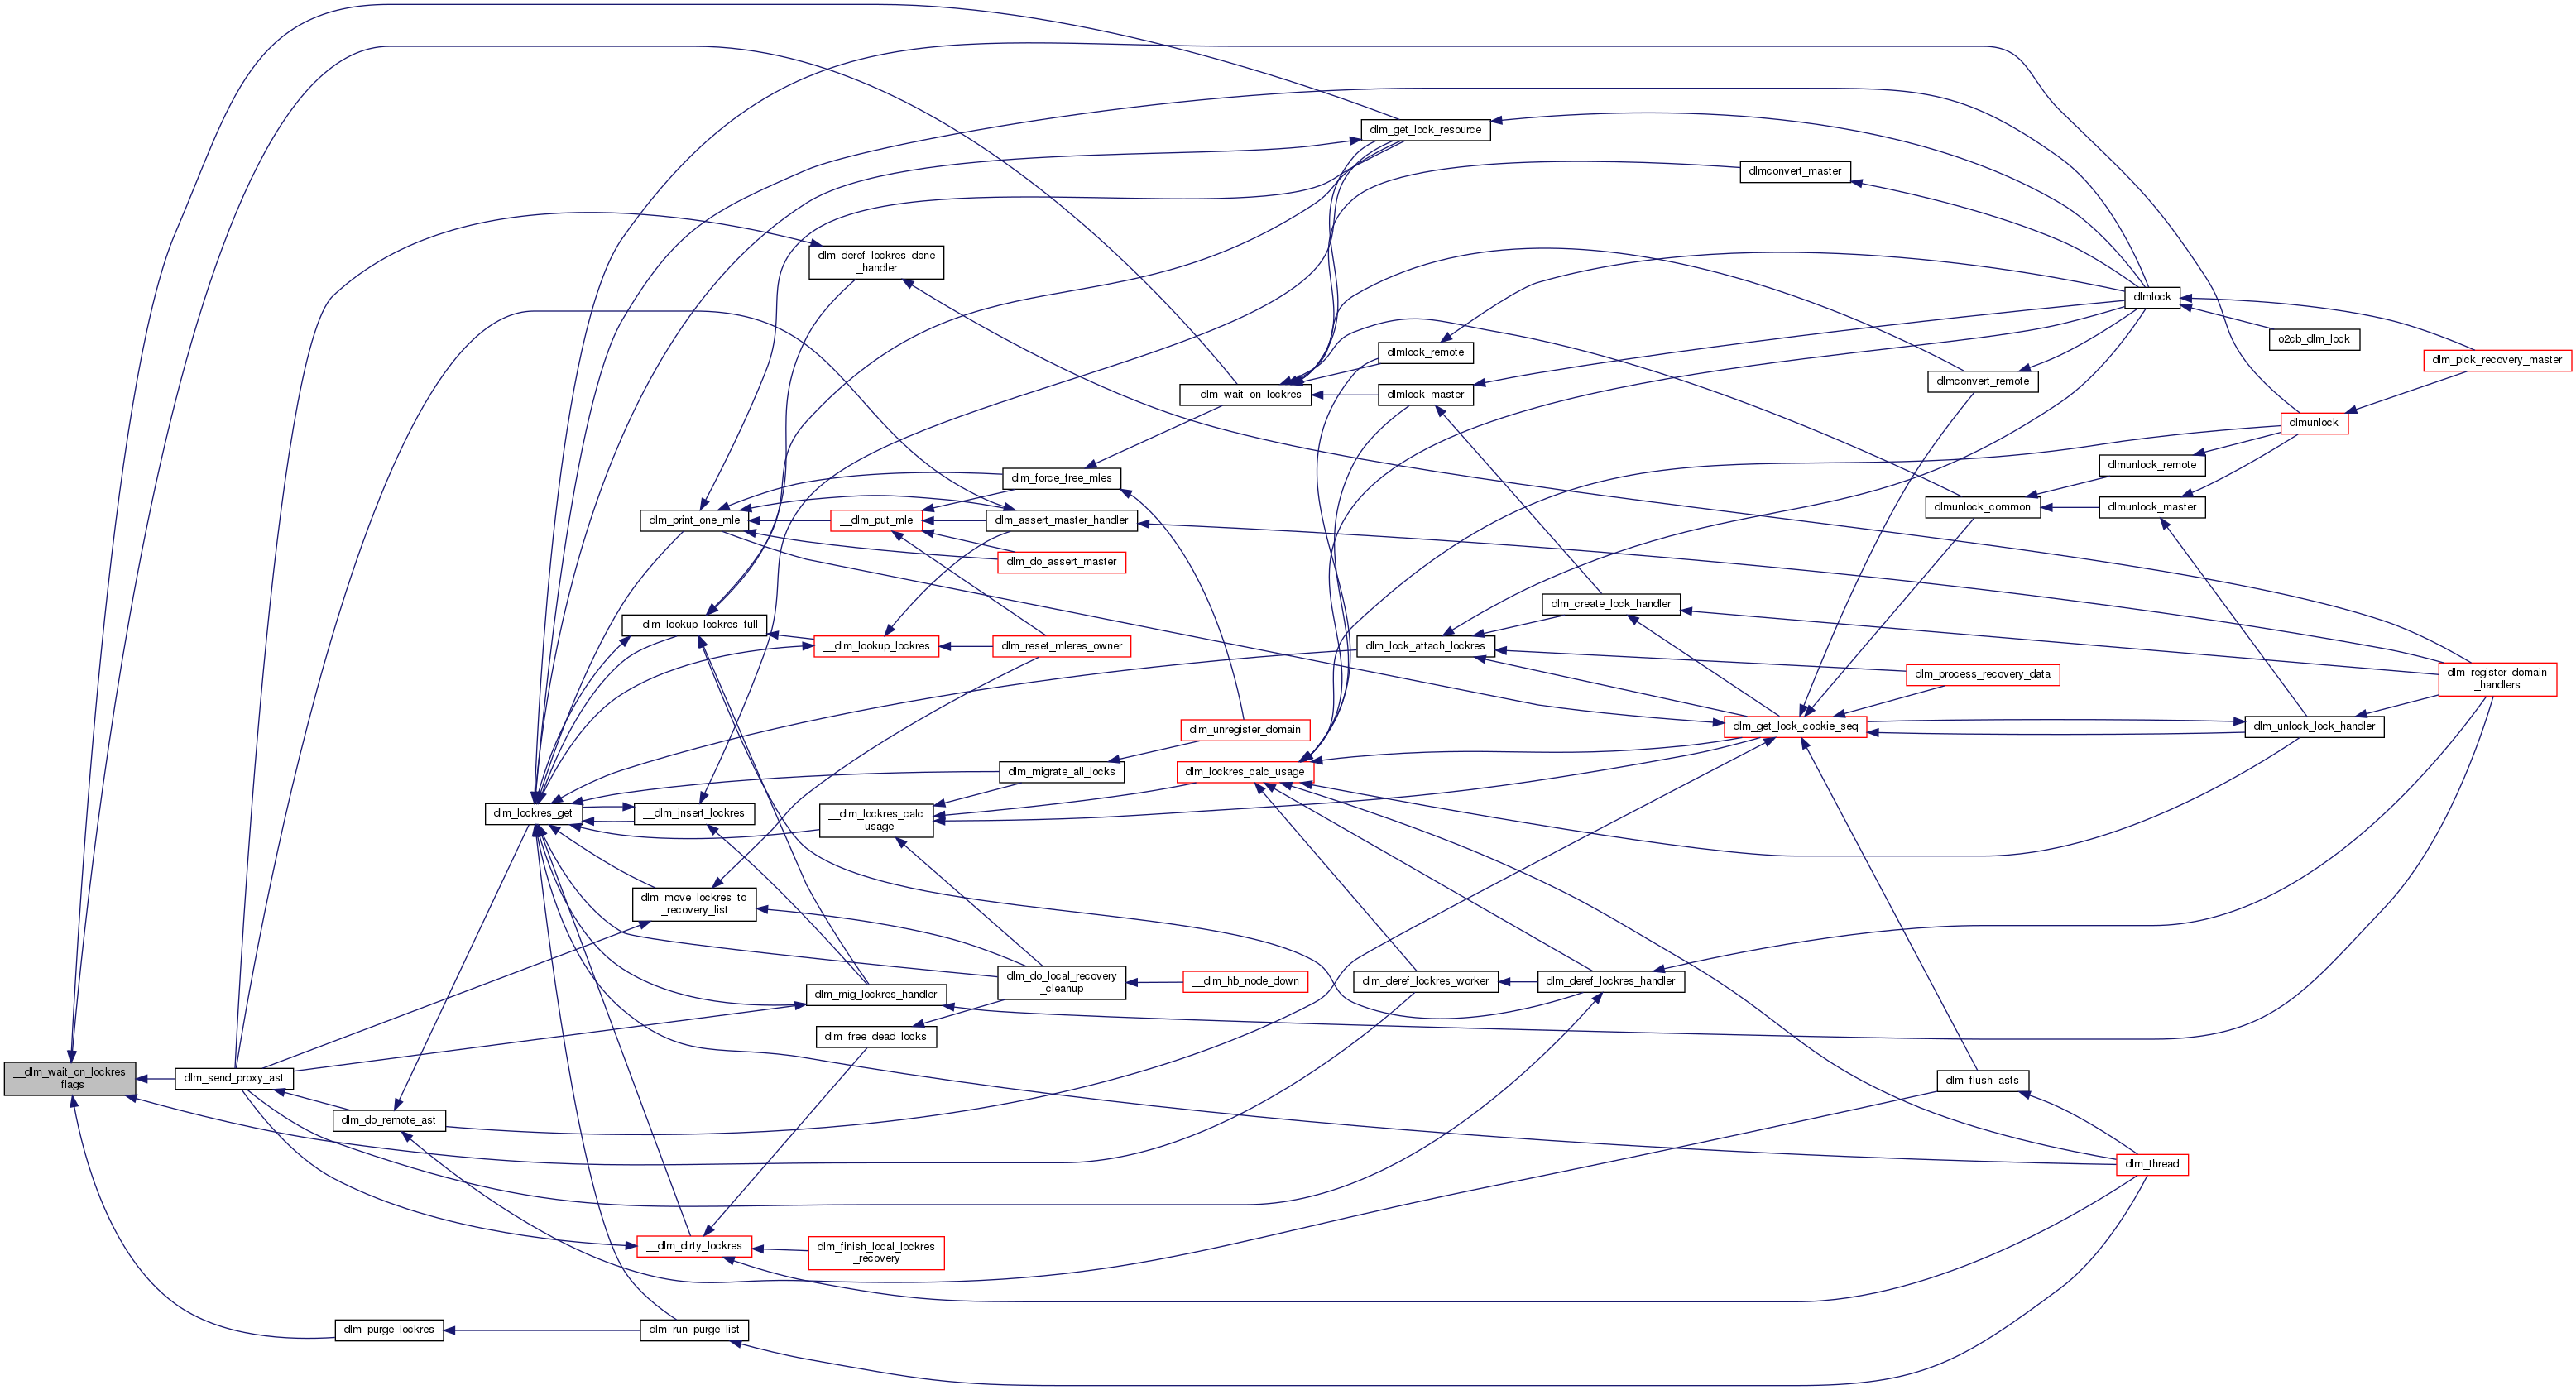 dlm_get_lock_resource
dlmconvert_master
dlm_deref_lockres_done
_handler
dlmlock
o2cb_dlm_lock
dlmlock_remote
dlm_pick_recovery_master
dlmconvert_remote
__dlm_wait_on_lockres
dlmlock_master
dlmunlock
dlmunlock_remote
dlm_force_free_mles
dlmunlock_common
dlmunlock_master
dlm_print_one_mle
__dlm_put_mle
dlm_assert_master_handler
dlm_do_assert_master
dlm_create_lock_handler
__dlm_lookup_lockres_full
__dlm_lookup_lockres
dlm_reset_mleres_owner
dlm_lock_attach_lockres
dlm_process_recovery_data
dlm_register_domain
_handlers
dlm_unregister_domain
dlm_get_lock_cookie_seq
dlm_unlock_lock_handler
dlm_migrate_all_locks
dlm_lockres_calc_usage
dlm_lockres_get
__dlm_insert_lockres
__dlm_lockres_calc
_usage
dlm_move_lockres_to
_recovery_list
dlm_do_local_recovery
_cleanup
__dlm_hb_node_down
dlm_deref_lockres_worker
dlm_deref_lockres_handler
dlm_mig_lockres_handler
dlm_free_dead_locks
__dlm_wait_on_lockres
_flags
dlm_send_proxy_ast
dlm_flush_asts
dlm_do_remote_ast
dlm_thread
__dlm_dirty_lockres
dlm_finish_local_lockres
_recovery
dlm_purge_lockres
dlm_run_purge_list